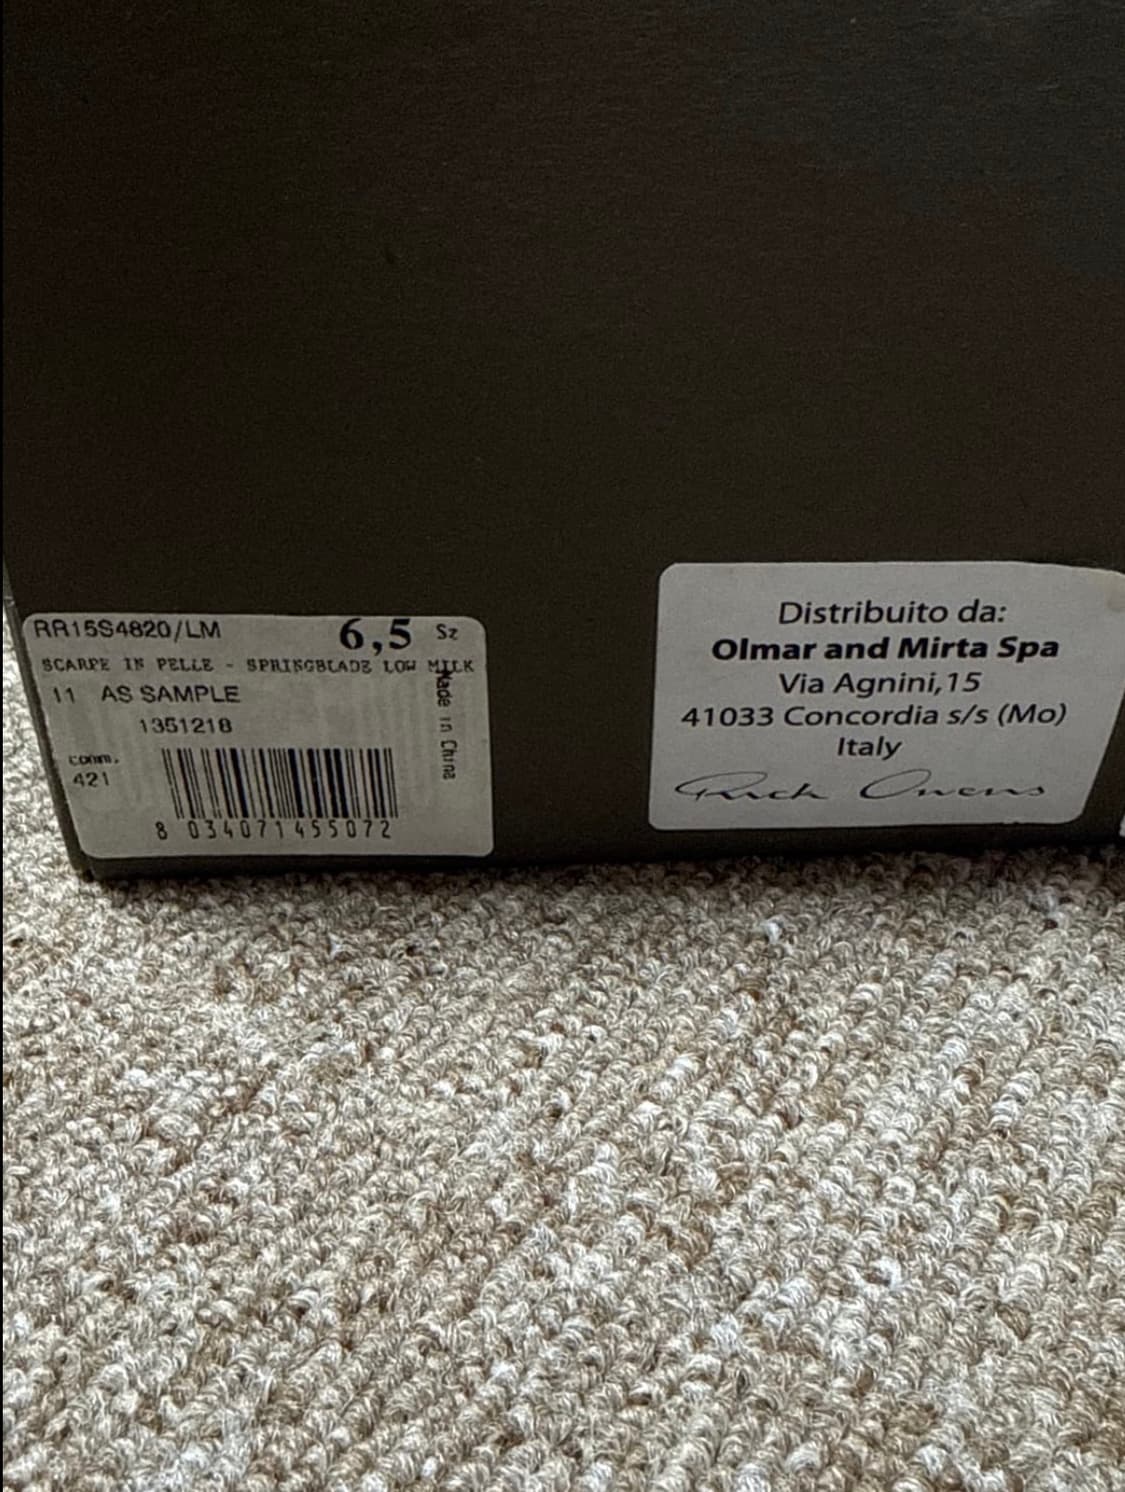 RR15S4820/LM 6,5 Sz
SCARPE IN PELLE - SPRINGBLADE LOW MILK
11 AS SAMPLE
1351218
Made in China
comm.
421
8 034071 455072
Distribuito da:
Olmar and Mirta Spa
Via Agnini,15
41033 Concordia s/s (Mo)
Italy
Rick Owens